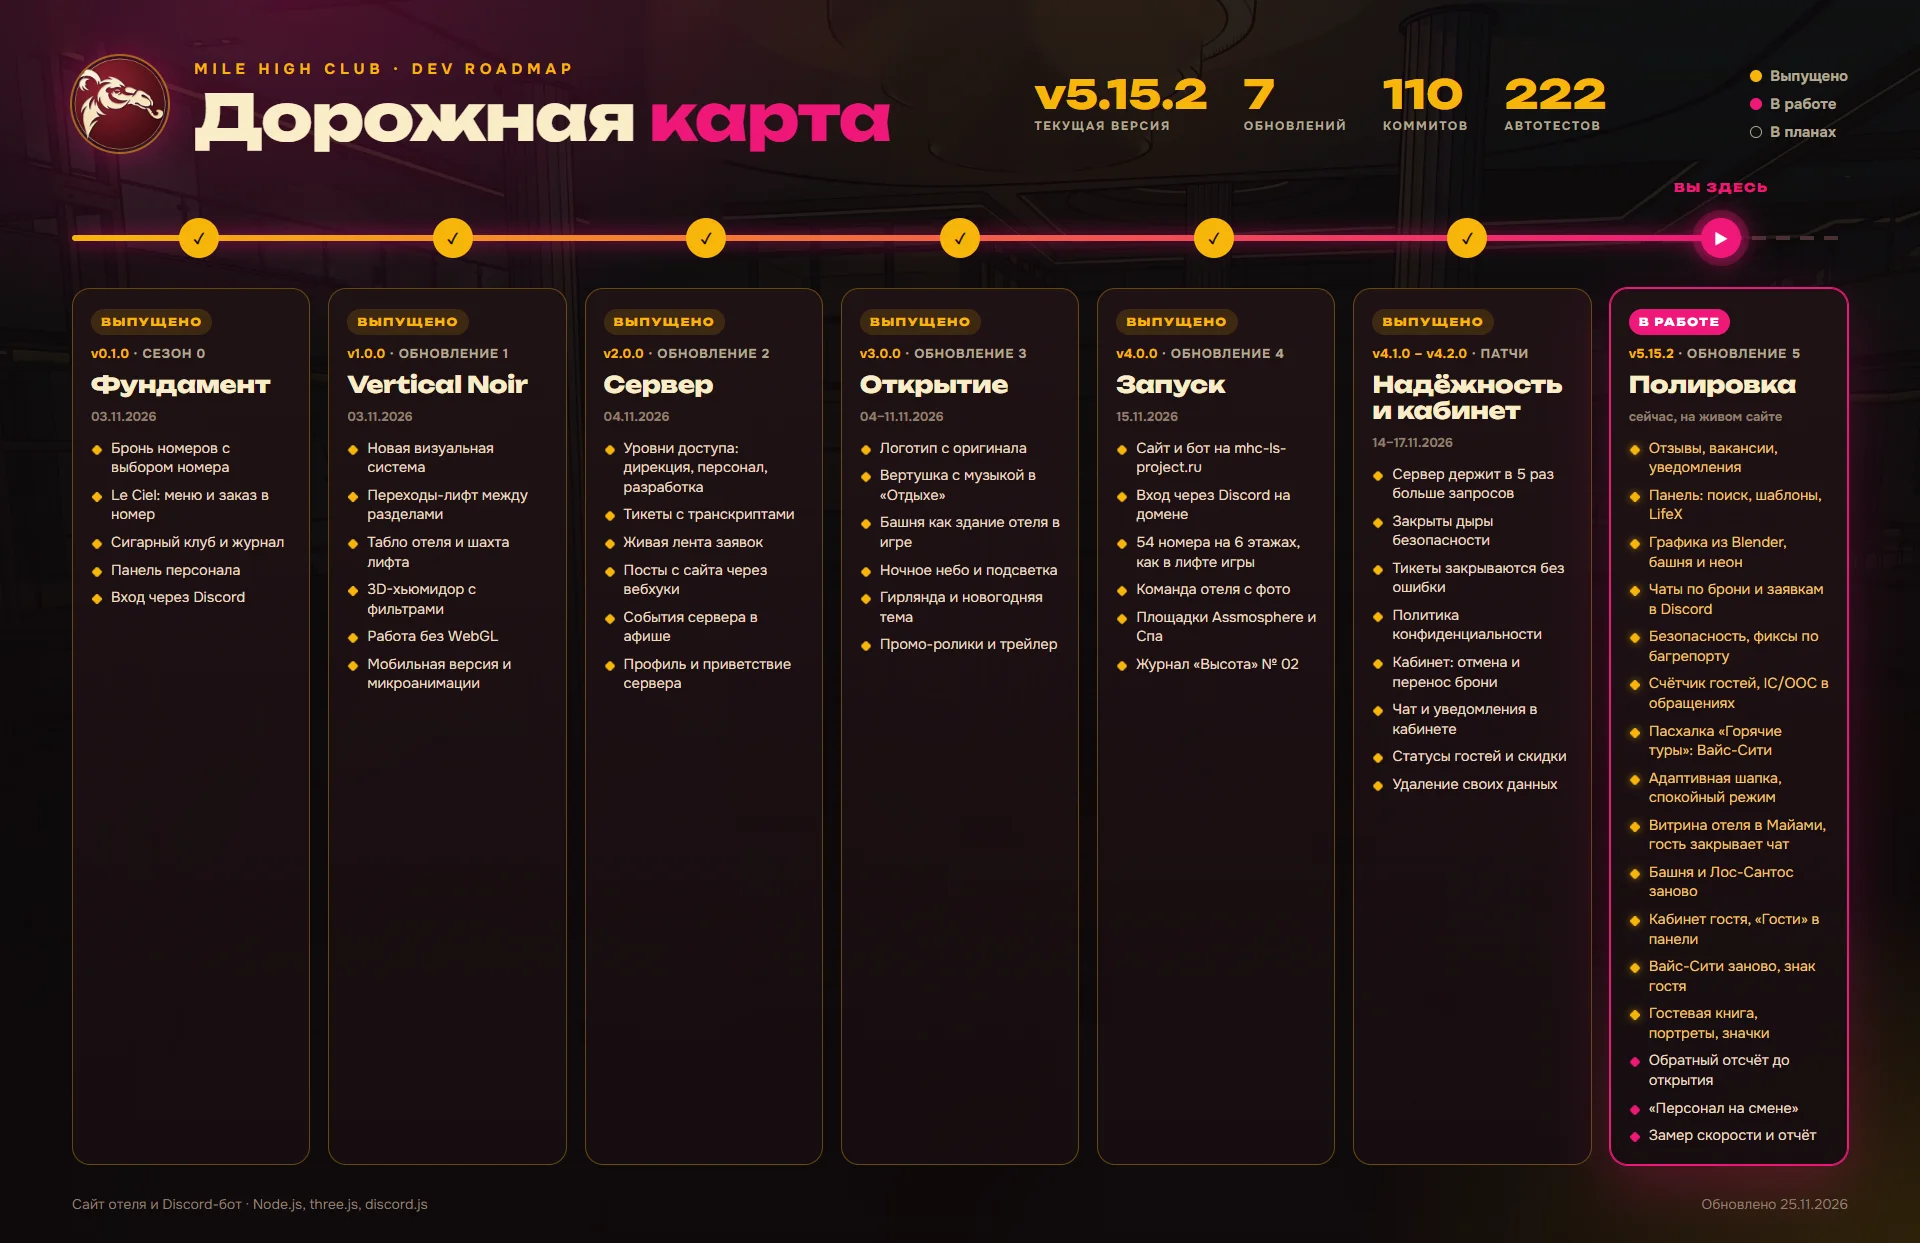 MILE HIGH CLUB · DEV ROADMAP
Дорожная карта
v5.15.2
ТЕКУЩАЯ ВЕРСИЯ
7
ОБНОВЛЕНИЙ
110
КОММИТОВ
222
АВТОТЕСТОВ
Выпущено
В работе
В планах
ВЫ ЗДЕСЬ
ВЫПУЩЕНО
v0.1.0 · СЕЗОН 0
Фундамент
03.11.2026
Бронь номеров с
выбором номера
Le Ciel: меню и заказ в
номер
Сигарный клуб и журнал
Панель персонала
Вход через Discord
ВЫПУЩЕНО
v1.0.0 · ОБНОВЛЕНИЕ 1
Vertical Noir
03.11.2026
Новая визуальная
система
Переходы-лифт между
разделами
Табло отеля и шахта
лифта
3D-хьюмидор с
фильтрами
Работа без WebGL
Мобильная версия и
микроанимации
ВЫПУЩЕНО
v2.0.0 · ОБНОВЛЕНИЕ 2
Сервер
04.11.2026
Уровни доступа:
дирекция, персонал,
разработка
Тикеты с транскриптами
Живая лента заявок
Посты с сайта через
вебхуки
События сервера в
афише
Профиль и приветствие
сервера
ВЫПУЩЕНО
v3.0.0 · ОБНОВЛЕНИЕ 3
Открытие
04–11.11.2026
Логотип с оригинала
Вертушка с музыкой в
«Отдыхе»
Башня как здание отеля в
игре
Ночное небо и подсветка
Гирлянда и новогодняя
тема
Промо-ролики и трейлер
ВЫПУЩЕНО
v4.0.0 · ОБНОВЛЕНИЕ 4
Запуск
15.11.2026
Сайт и бот на mhc-ls-
project.ru
Вход через Discord на
домене
54 номера на 6 этажах,
как в лифте игры
Команда отеля с фото
Площадки Assmosphere и
Спа
Журнал «Высота» № 02
ВЫПУЩЕНО
v4.1.0 – v4.2.0 · ПАТЧИ
Надёжность
и кабинет
14–17.11.2026
Сервер держит в 5 раз
больше запросов
Закрыты дыры
безопасности
Тикеты закрываются без
ошибки
Политика
конфиденциальности
Кабинет: отмена и
перенос брони
Чат и уведомления в
кабинете
Статусы гостей и скидки
Удаление своих данных
В РАБОТЕ
v5.15.2 · ОБНОВЛЕНИЕ 5
Полировка
сейчас, на живом сайте
Отзывы, вакансии,
уведомления
Панель: поиск, шаблоны,
LifeX
Графика из Blender,
башня и неон
Чаты по брони и заявкам
в Discord
Безопасность, фиксы по
багрепорту
Счётчик гостей, IC/OOC в
обращениях
Пасхалка «Горячие
туры»: Вайс-Сити
Адаптивная шапка,
спокойный режим
Витрина отеля в Майами,
гость закрывает чат
Башня и Лос-Сантос
заново
Кабинет гостя, «Гости» в
панели
Вайс-Сити заново, знак
гостя
Гостевая книга,
портреты, значки
Обратный отсчёт до
открытия
«Персонал на смене»
Замер скорости и отчёт
Сайт отеля и Discord-бот · Node.js, three.js, discord.js
Обновлено 25.11.2026